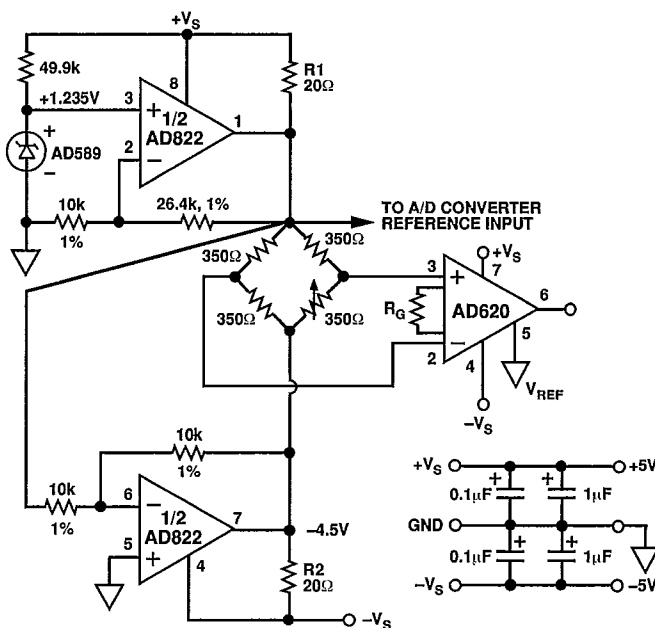 +VS
49.9k
R1
20Ω
8
+1.235V
3
+
1/2
AD822
1
2
−
+
AD589
−
10k
1%
26.4k, 1%
TO A/D CONVERTER
REFERENCE INPUT
350Ω
350Ω
350Ω
350Ω
+VS
7
3
+
RG
AD620
6
−
2
5
4
VREF
−VS
10k
1%
10k
1%
6
−
1/2
AD822
7
−4.5V
5
+
4
R2
20Ω
−VS
+VS
+5V
0.1μF
+
+
1μF
GND
0.1μF
+
+
1μF
−VS
−5V